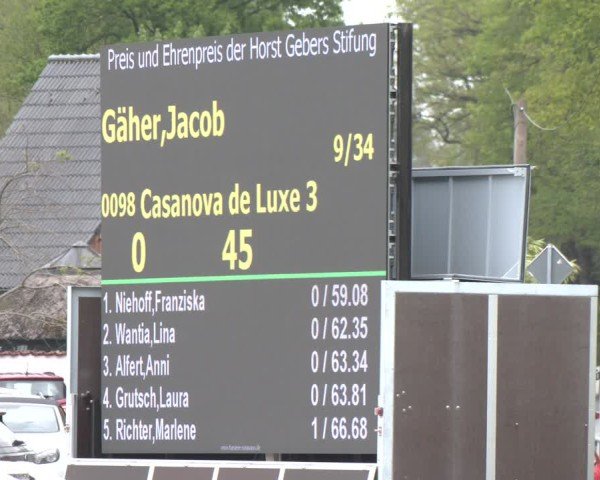 Preis und Ehrenpreis der Horst Gebers Stiftung
Gäher,Jacob
9/34
0098 Casanova de Luxe 3
0 45
1. Niehoff,Franziska 0 / 59.08
2. Wantia,Lina 0 / 62.35
3. Alfert,Anni 0 / 63.34
4. Grutsch,Laura 0 / 63.81
5. Richter,Marlene 1 / 66.68